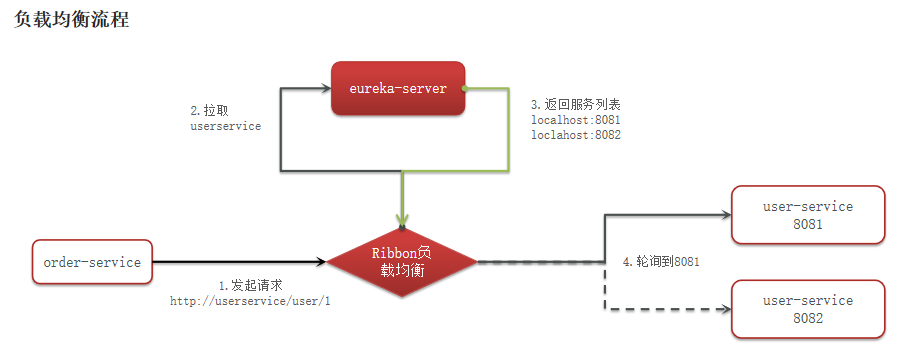 负载均衡流程
eureka-server
2.拉取
userservice
3.返回服务列表
localhost:8081
loclahost:8082
order-service
1.发起请求
http://userservice/user/1
Ribbon负
载均衡
4.轮询到8081
user-service
8081
user-service
8082